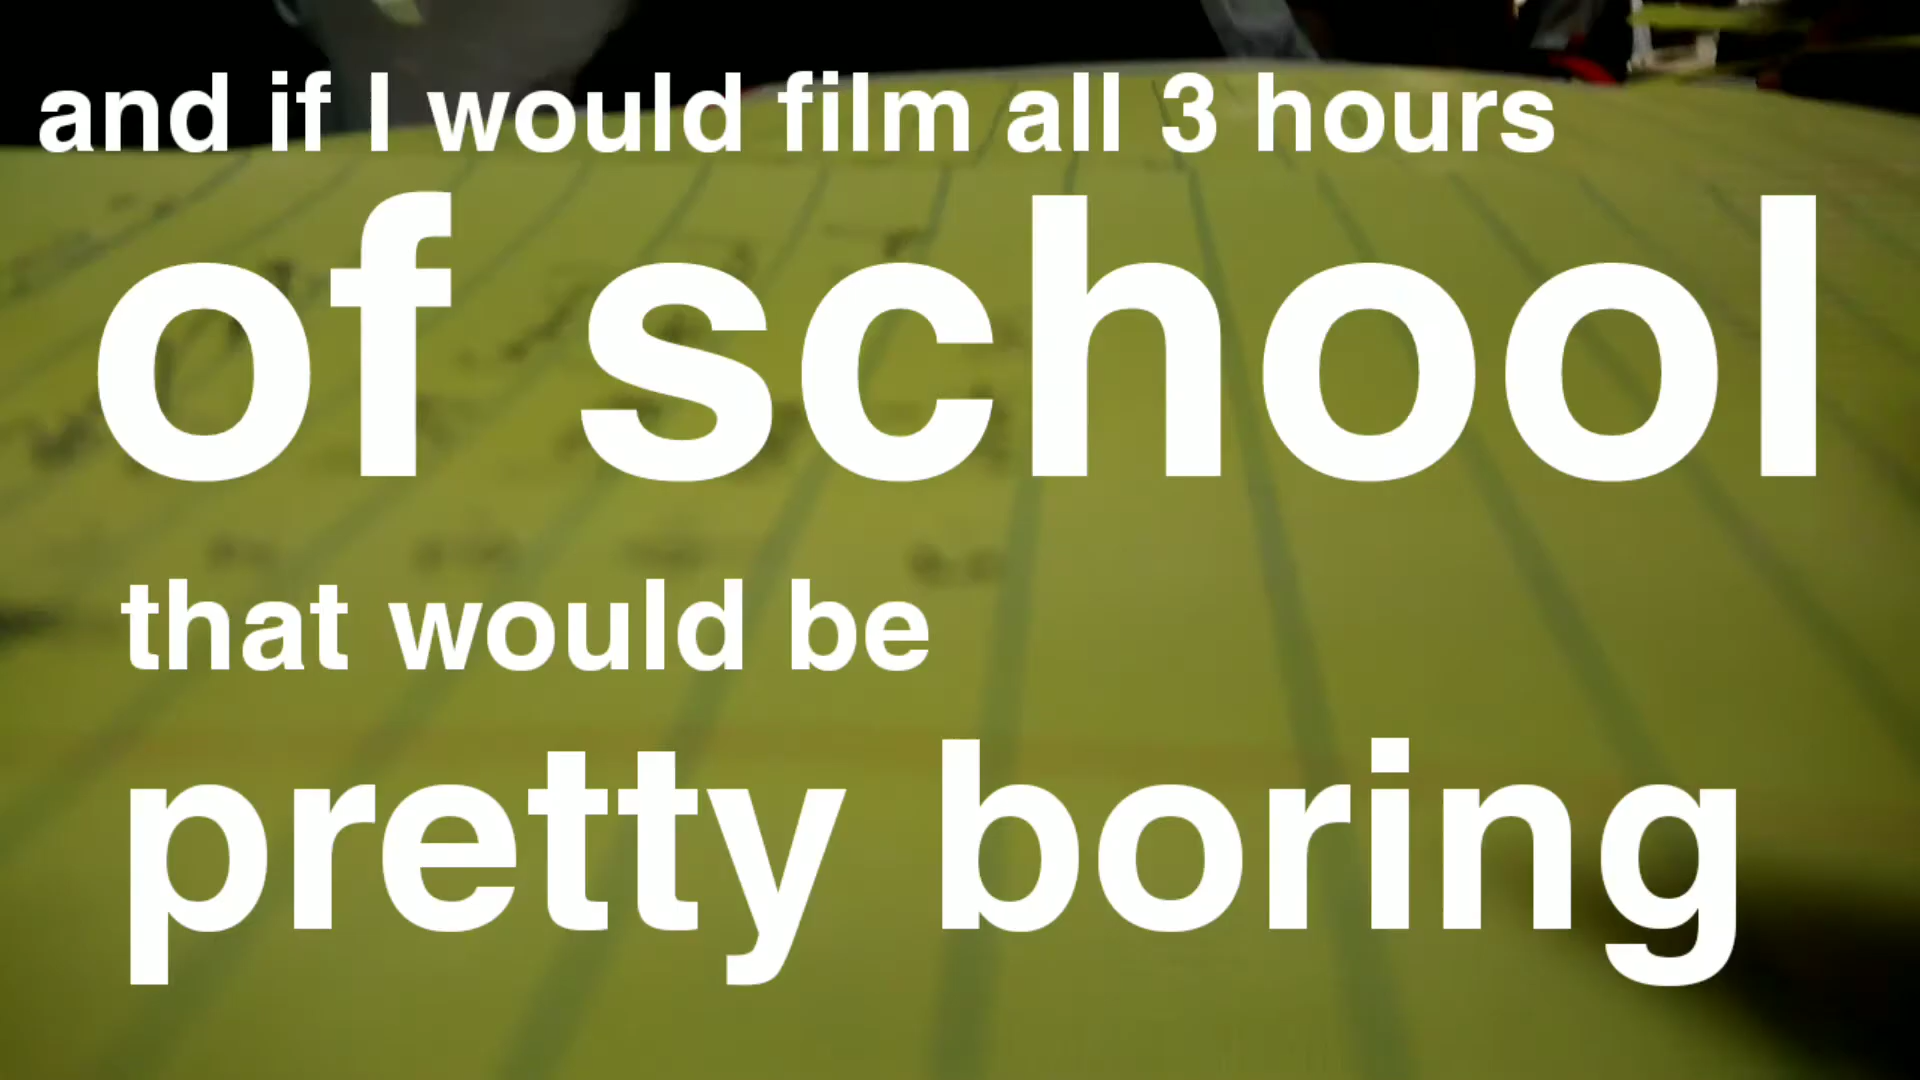 and if I would film all 3 hours
of school
that would be
pretty boring